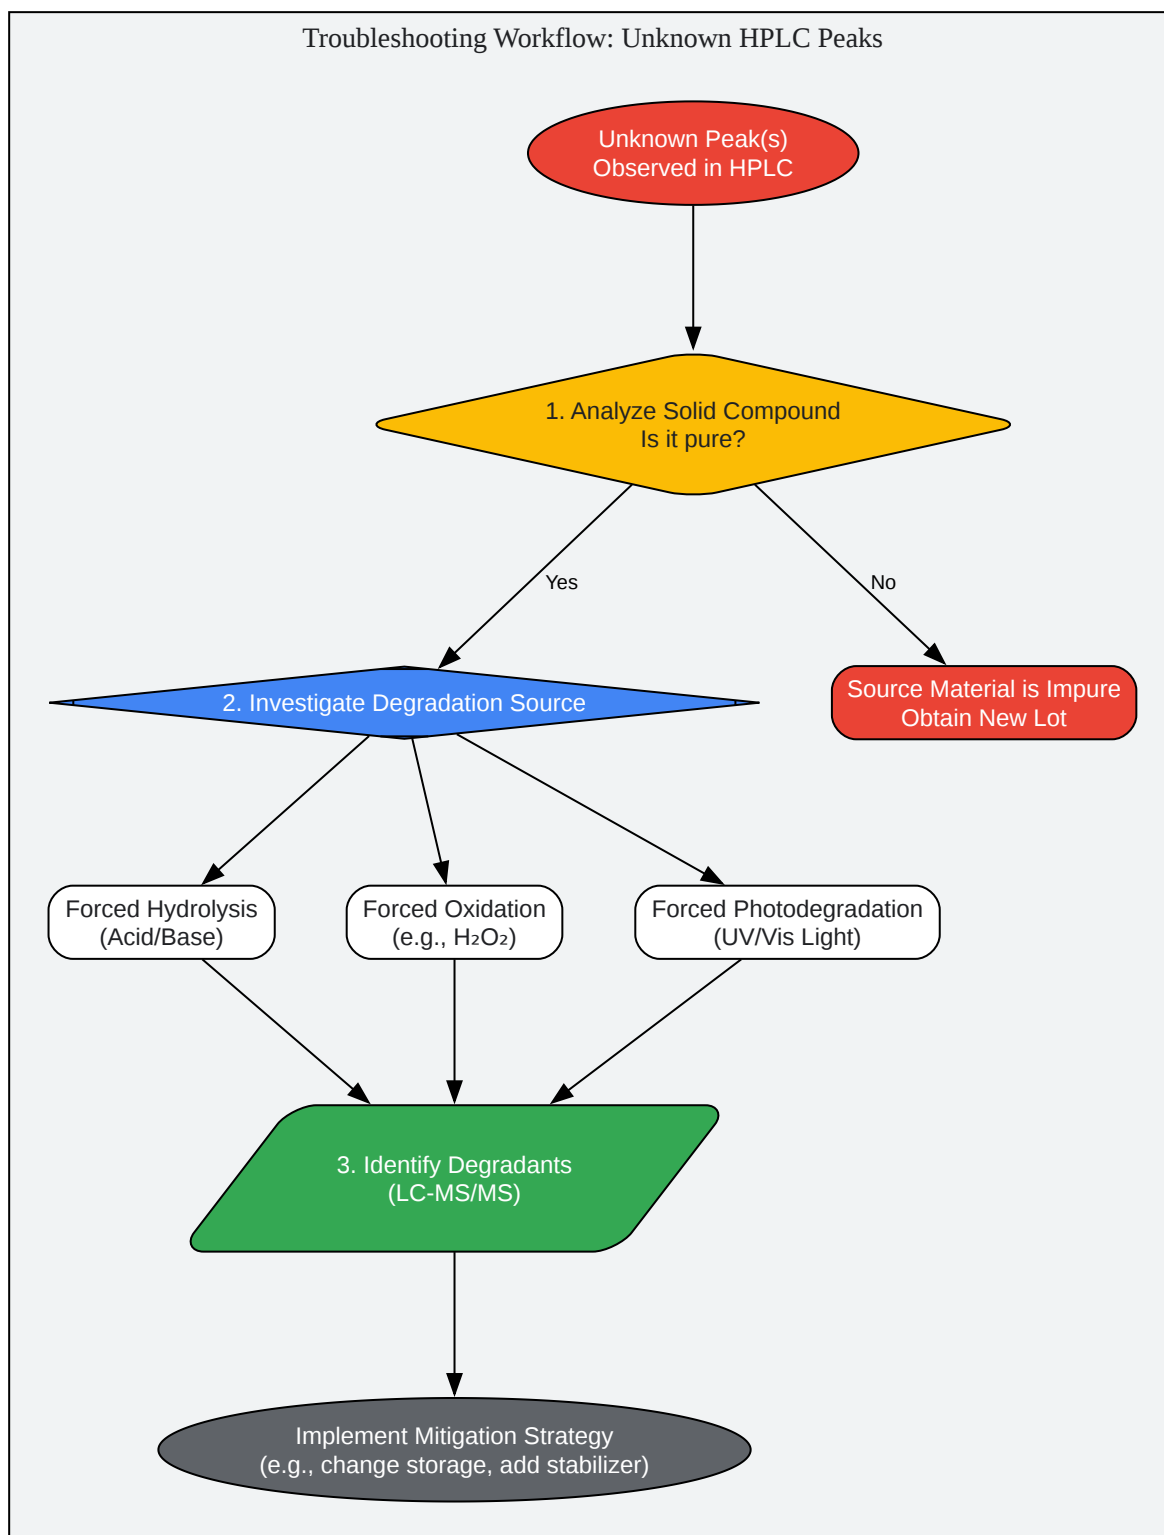 Troubleshooting Workflow: Unknown HPLC Peaks
Unknown Peak(s)
Observed in HPLC
1. Analyze Solid Compound
Is it pure?
Yes
No
2. Investigate Degradation Source
Source Material is Impure
Obtain New Lot
Forced Hydrolysis
(Acid/Base)
Forced Oxidation
(e.g., H₂O₂)
Forced Photodegradation
(UV/Vis Light)
3. Identify Degradants
(LC-MS/MS)
Implement Mitigation Strategy
(e.g., change storage, add stabilizer)